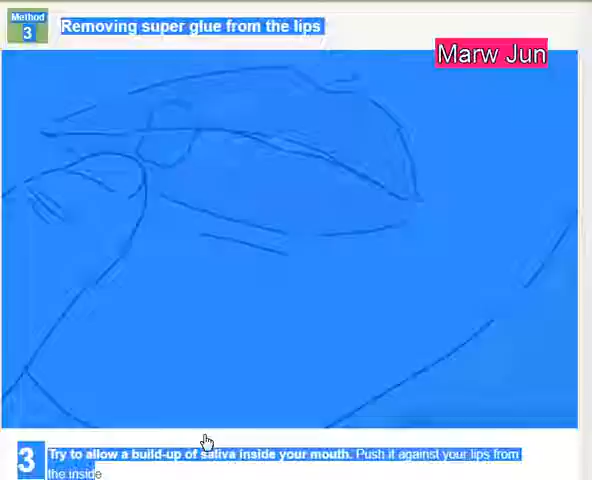 Method
3
Removing super glue from the lips
Marw Jun
3
Try to allow a build-up of saliva inside your mouth. Push it against your lips from
the inside